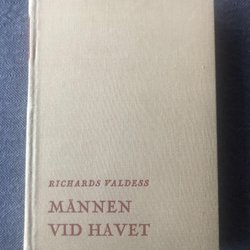 RICHARDS VALDESS
MÄNNEN
VID HAVET